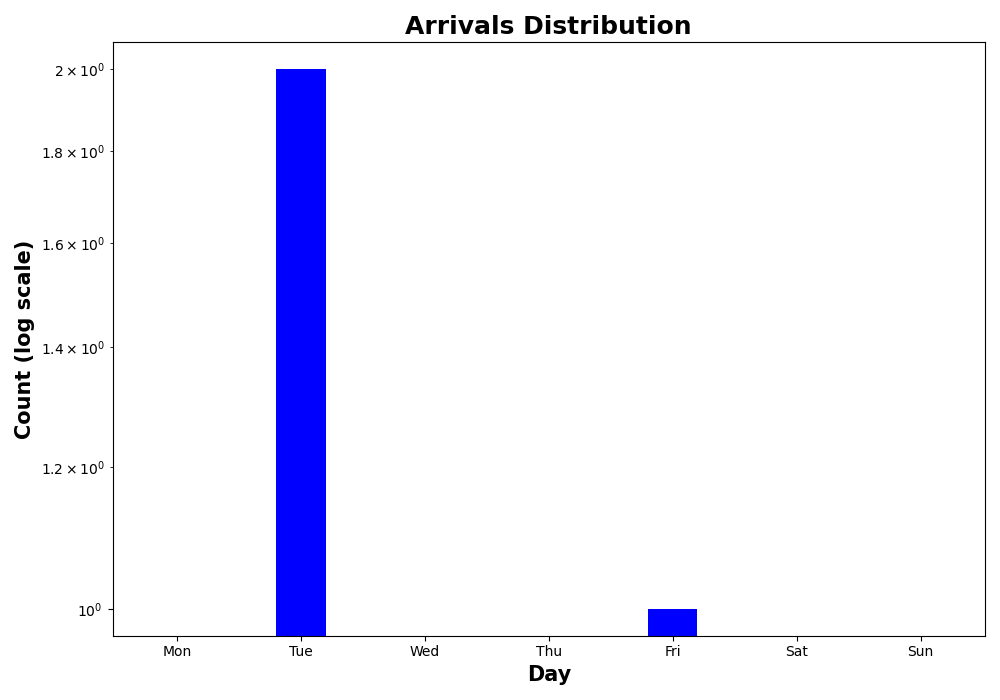 Arrivals Distribution
Count (log scale)
2 × 10⁰
1.8 × 10⁰
1.6 × 10⁰
1.4 × 10⁰
1.2 × 10⁰
10⁰
Mon Tue Wed Thu Fri Sat Sun
Day